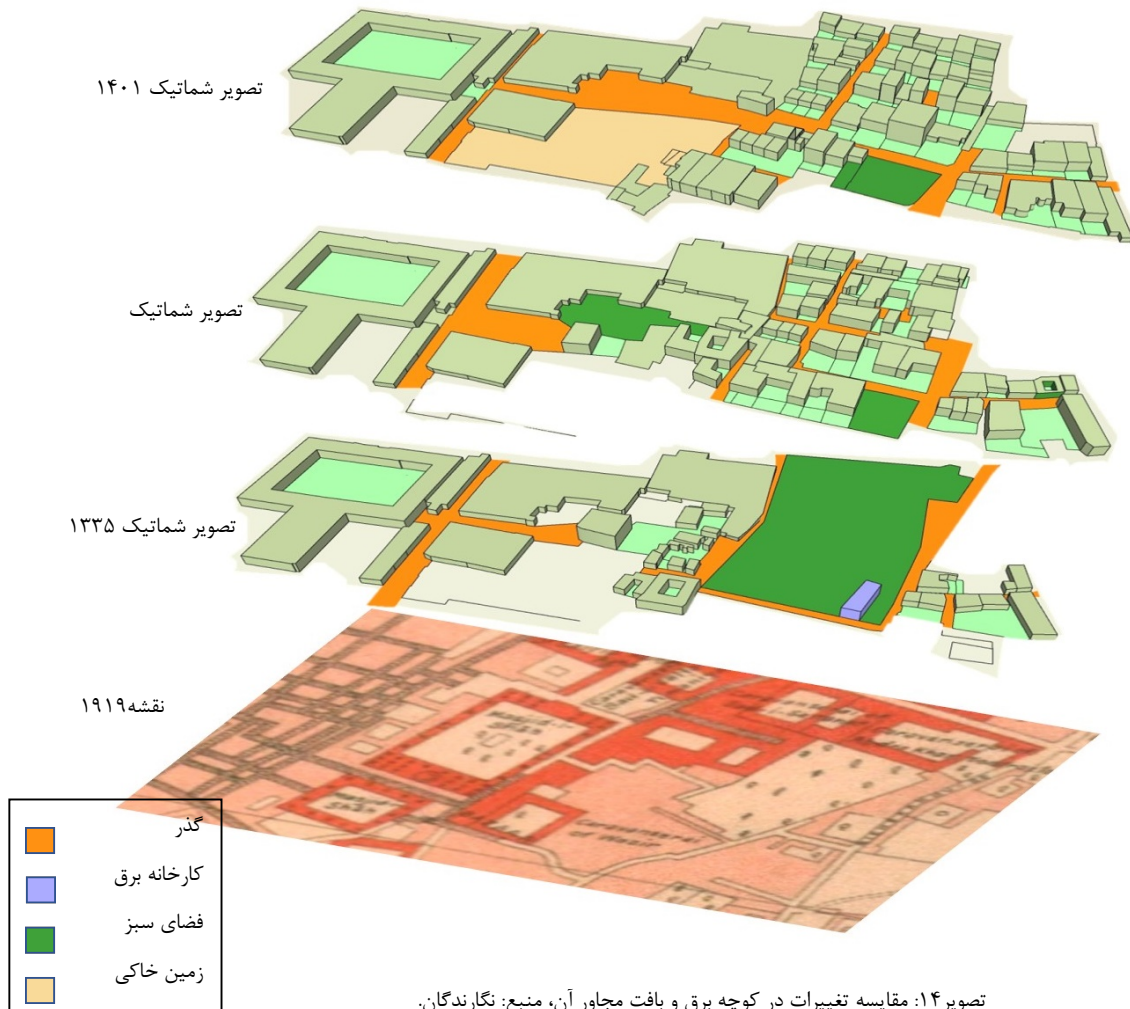 تصویر شماتیک ۱۴۰۱
تصویر شماتیک
تصویر شماتیک ۱۳۳۵
نقشه۱۹۱۹
گذر
کارخانه برق
فضای سبز
زمین خاکی
تصویر۱۴: مقایسه تغییرات در کوچه برق و بافت مجاور آن، منبع: نگارندگان.